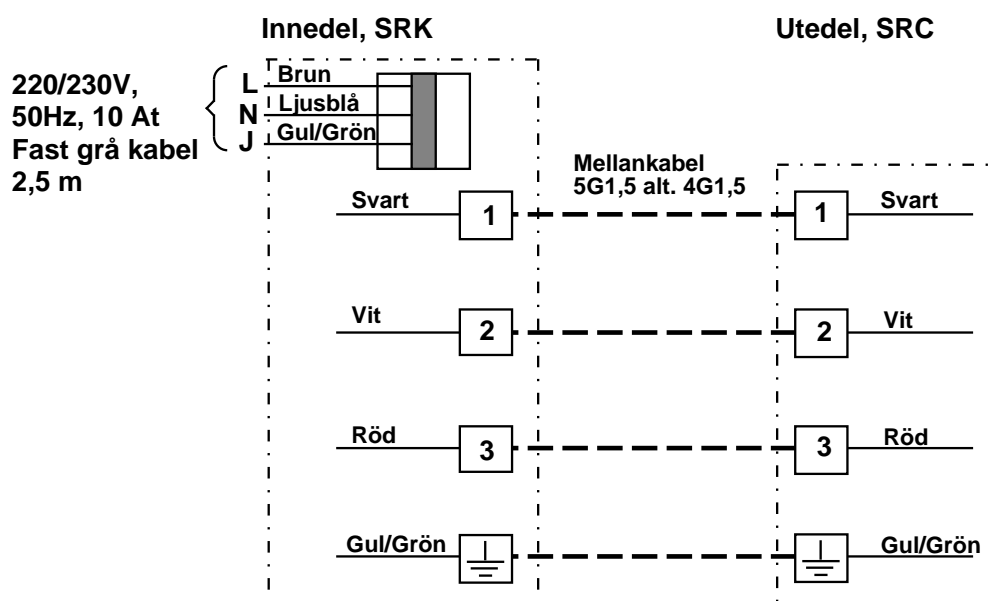 Innedel, SRK
Utedel, SRC
220/230V,
50Hz, 10 At
Fast grå kabel
2,5 m
L
Brun
N
Ljusblå
J
Gul/Grön
Mellankabel
5G1,5 alt. 4G1,5
Svart
1
1
Svart
Vit
2
2
Vit
Röd
3
3
Röd
Gul/Grön
Gul/Grön